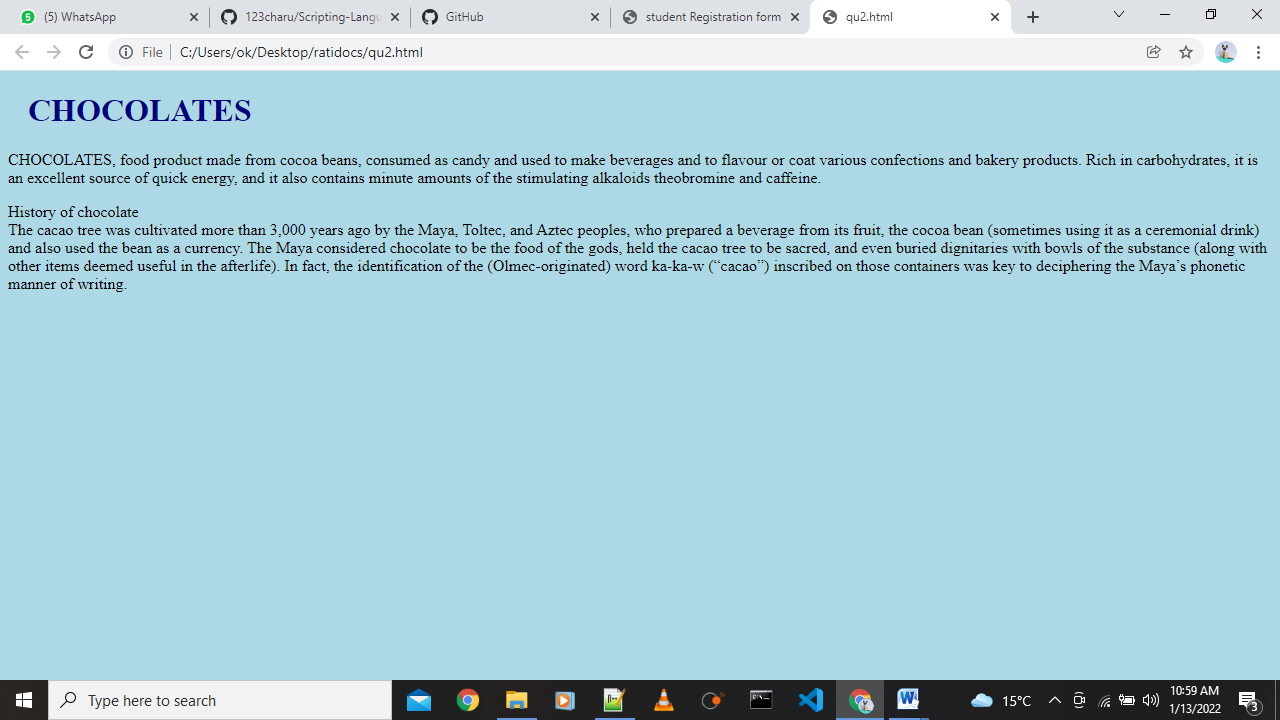 (5) WhatsApp
123charu/Scripting-Langu
GitHub
student Registration form
qu2.html
File
C:/Users/ok/Desktop/ratidocs/qu2.html
CHOCOLATES
CHOCOLATES, food product made from cocoa beans, consumed as candy and used to make beverages and to flavour or coat various confections and bakery products. Rich in carbohydrates, it is
an excellent source of quick energy, and it also contains minute amounts of the stimulating alkaloids theobromine and caffeine.
History of chocolate
The cacao tree was cultivated more than 3,000 years ago by the Maya, Toltec, and Aztec peoples, who prepared a beverage from its fruit, the cocoa bean (sometimes using it as a ceremonial drink)
and also used the bean as a currency. The Maya considered chocolate to be the food of the gods, held the cacao tree to be sacred, and even buried dignitaries with bowls of the substance (along with
other items deemed useful in the afterlife). In fact, the identification of the (Olmec-originated) word ka-ka-w (“cacao”) inscribed on those containers was key to deciphering the Maya’s phonetic
manner of writing.
Type here to search
15°C
10:59 AM
1/13/2022
3